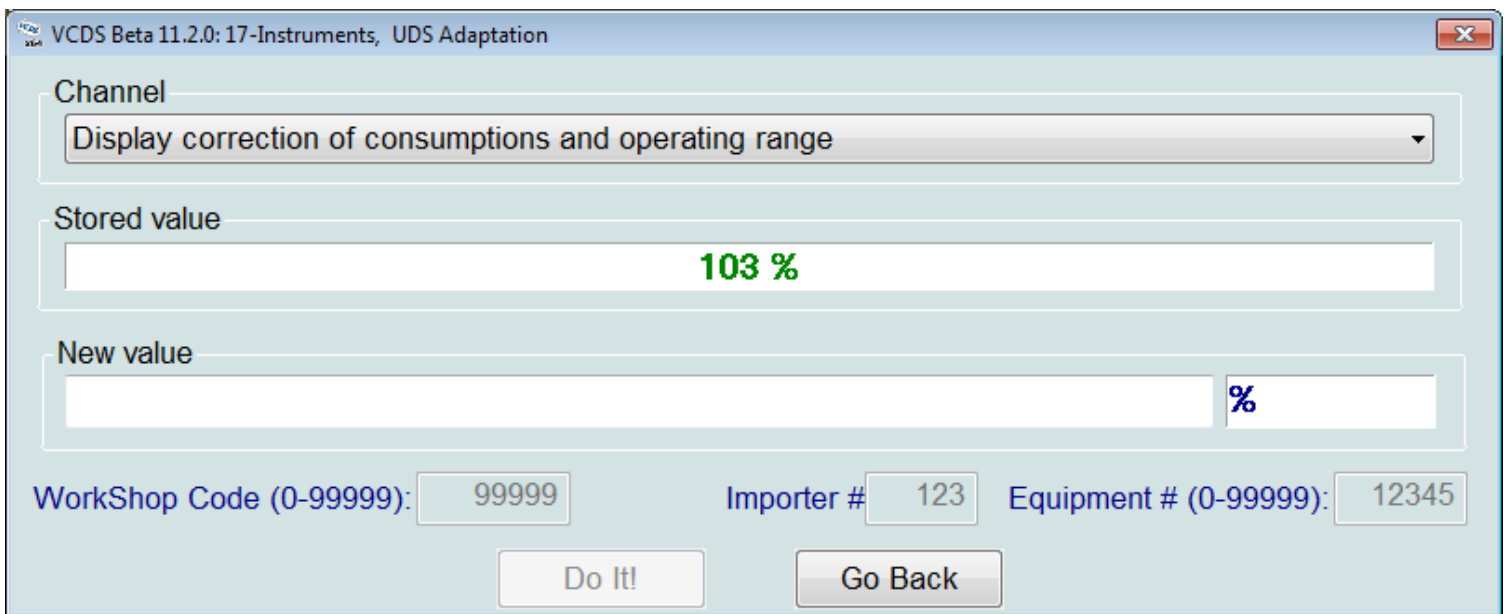 VCDS Beta 11.2.0: 17-Instruments, UDS Adaptation
Channel
Display correction of consumptions and operating range
Stored value
103 %
New value
%
WorkShop Code (0-99999): 99999 Importer # 123 Equipment # (0-99999): 12345
Do It! Go Back